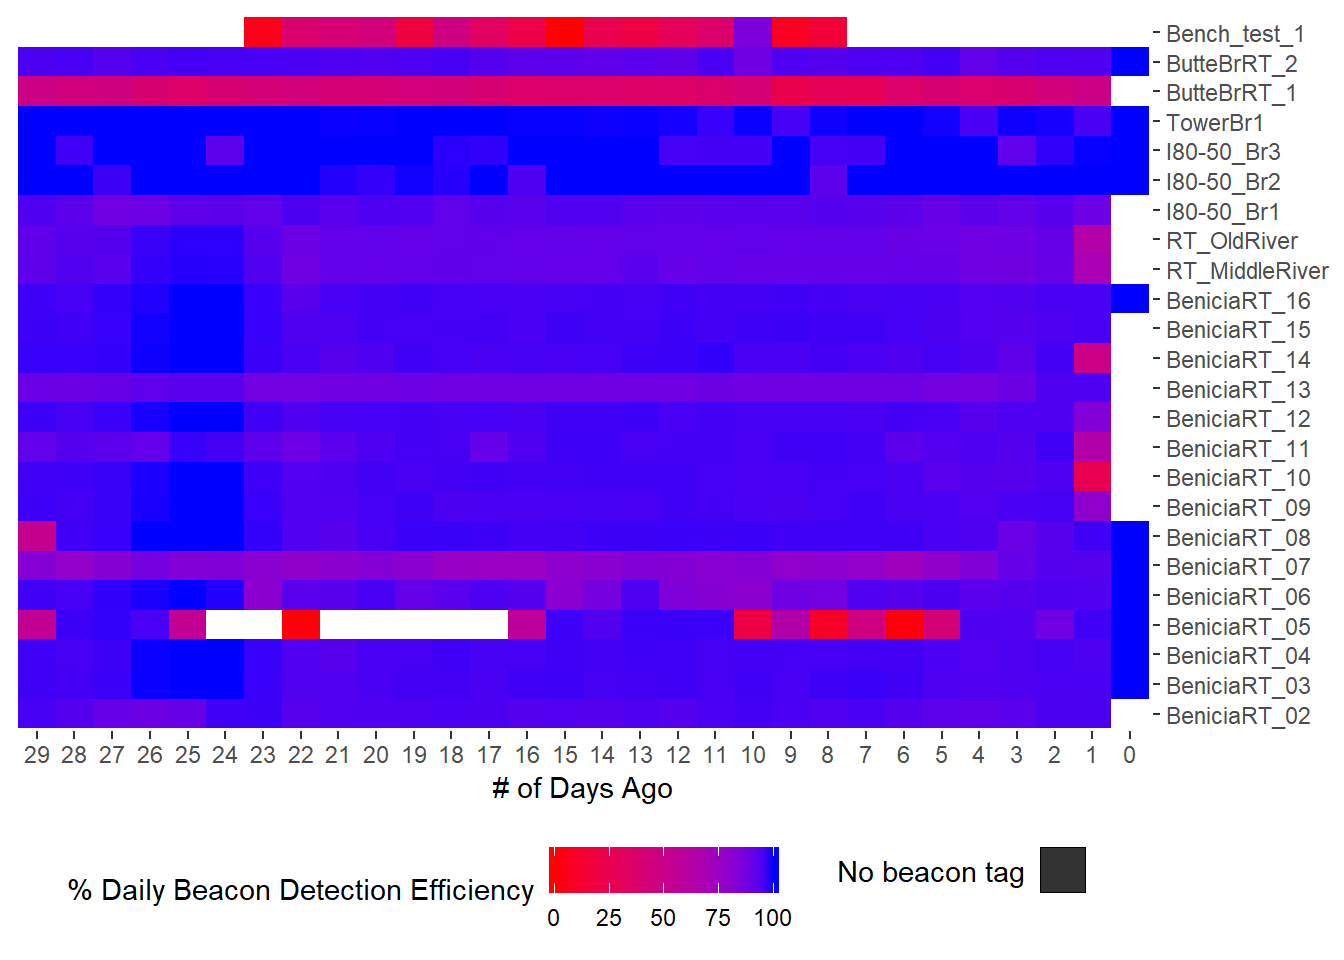 Bench_test_1
ButteBrRT_2
ButteBrRT_1
TowerBr1
I80-50_Br3
I80-50_Br2
I80-50_Br1
RT_OldRiver
RT_MiddleRiver
BeniciaRT_16
BeniciaRT_15
BeniciaRT_14
BeniciaRT_13
BeniciaRT_12
BeniciaRT_11
BeniciaRT_10
BeniciaRT_09
BeniciaRT_08
BeniciaRT_07
BeniciaRT_06
BeniciaRT_05
BeniciaRT_04
BeniciaRT_03
BeniciaRT_02
29 28 27 26 25 24 23 22 21 20 19 18 17 16 15 14 13 12 11 10 9 8 7 6 5 4 3 2 1 0
# of Days Ago
% Daily Beacon Detection Efficiency
0 25 50 75 100
No beacon tag